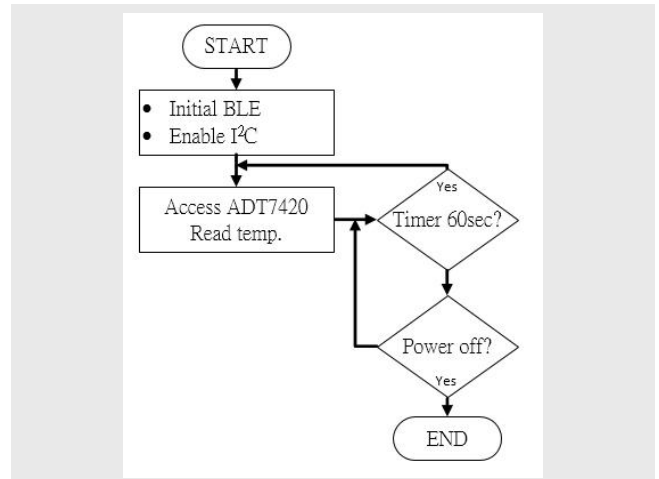 START
• Initial BLE
• Enable I²C
Access ADT7420
Read temp.
Yes
Timer 60sec?
Power off?
Yes
END